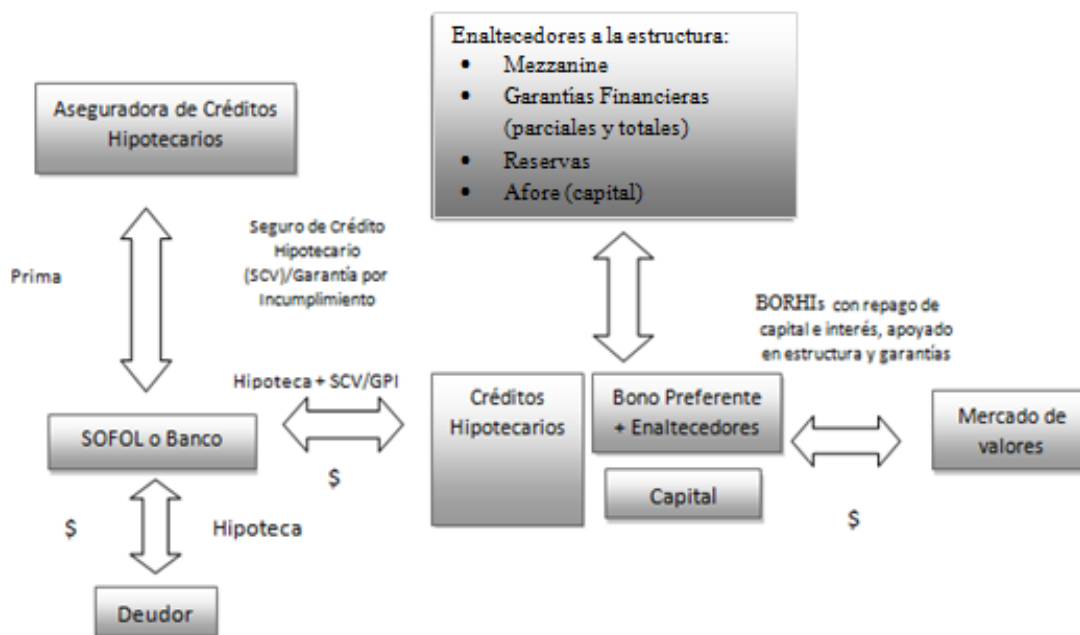 Enaltecedores a la estructura:
• Mezzanine
• Garantías Financieras
(parciales y totales)
• Reservas
• Afore (capital)
Aseguradora de Créditos
Hipotecarios
Prima
Seguro de Crédito
Hipotecario
(SCV)/Garantía por
Incumplimiento
BORHIs con repago de
capital e interés, apoyado
en estructura y garantías
Hipoteca + SCV/GPI
$
SOFOL o Banco
Créditos
Hipotecarios
Bono Preferente
+ Enaltecedores
Capital
Mercado de
valores
$
$
Hipoteca
Deudor